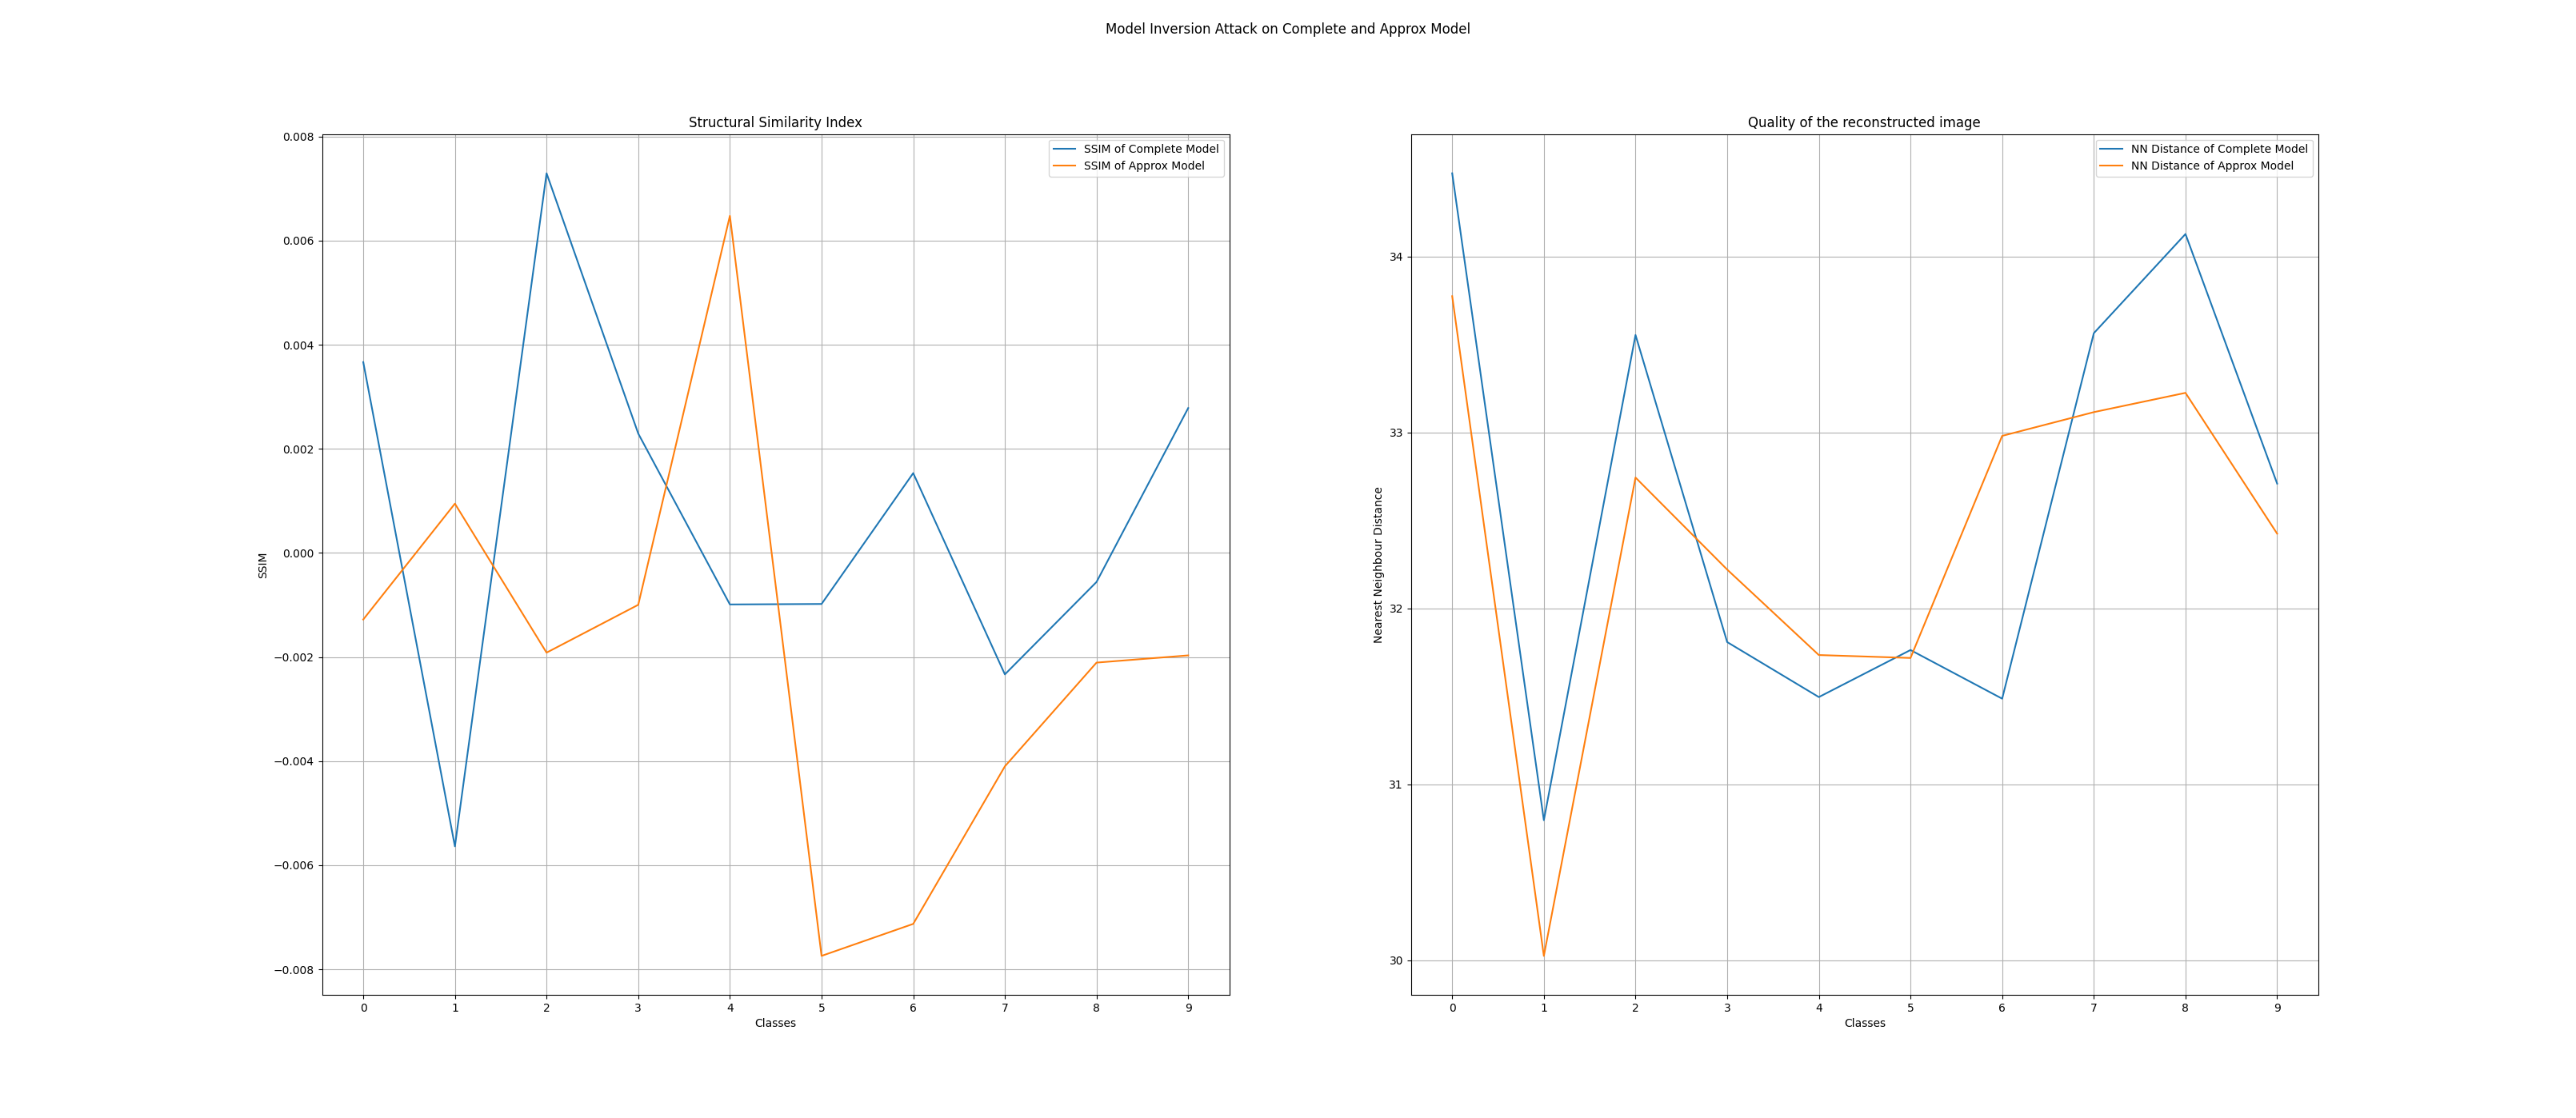 Model Inversion Attack on Complete and Approx Model
Structural Similarity Index
SSIM of Complete Model
SSIM of Approx Model
0.008
0.006
0.004
0.002
0.000
−0.002
−0.004
−0.006
−0.008
SSIM
0 1 2 3 4 5 6 7 8 9
Classes
Quality of the reconstructed image
NN Distance of Complete Model
NN Distance of Approx Model
34
33
32
31
30
Nearest Neighbour Distance
0 1 2 3 4 5 6 7 8 9
Classes